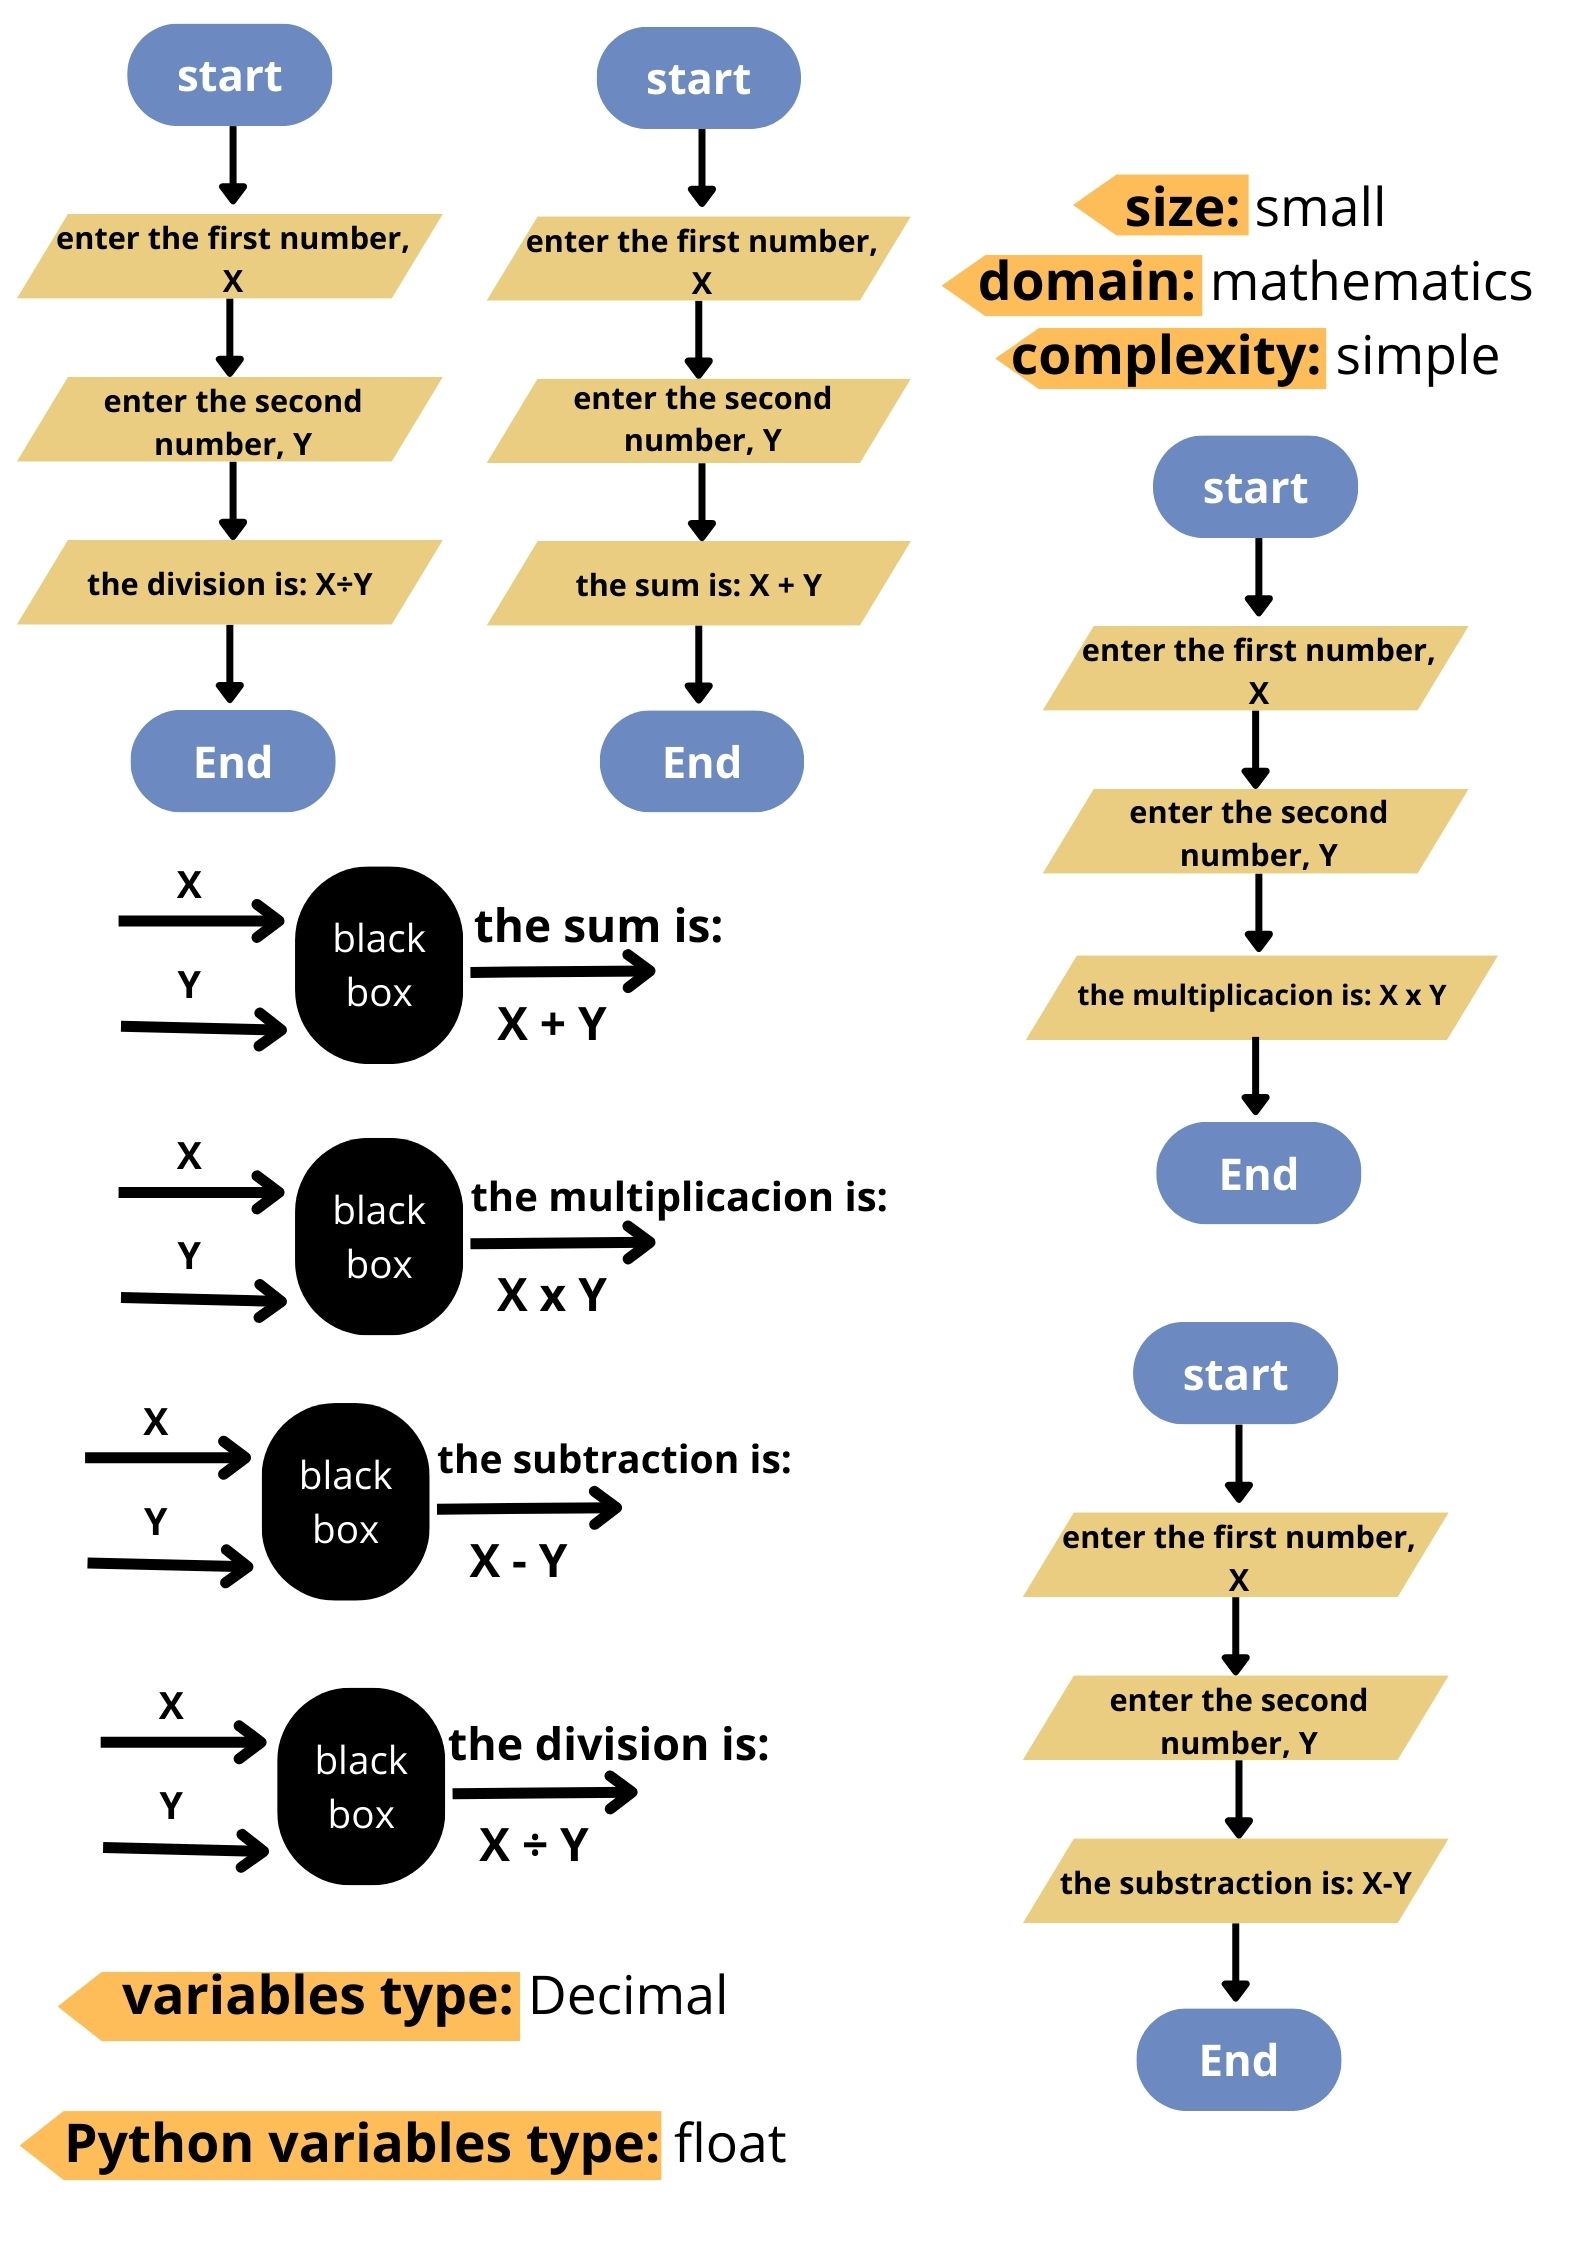 start
enter the first number,
X
enter the second
number, Y
the division is: X÷Y
End
start
enter the first number,
X
enter the second
number, Y
the sum is: X + Y
End
size: small
domain: mathematics
complexity: simple
start
enter the first number,
X
enter the second
number, Y
the multiplicacion is: X x Y
End
X
Y
black
box
the sum is:
X + Y
X
Y
black
box
the multiplicacion is:
X x Y
X
Y
black
box
the subtraction is:
X - Y
X
Y
black
box
the division is:
X ÷ Y
start
enter the first number,
X
enter the second
number, Y
the substraction is: X-Y
End
variables type: Decimal
Python variables type: float